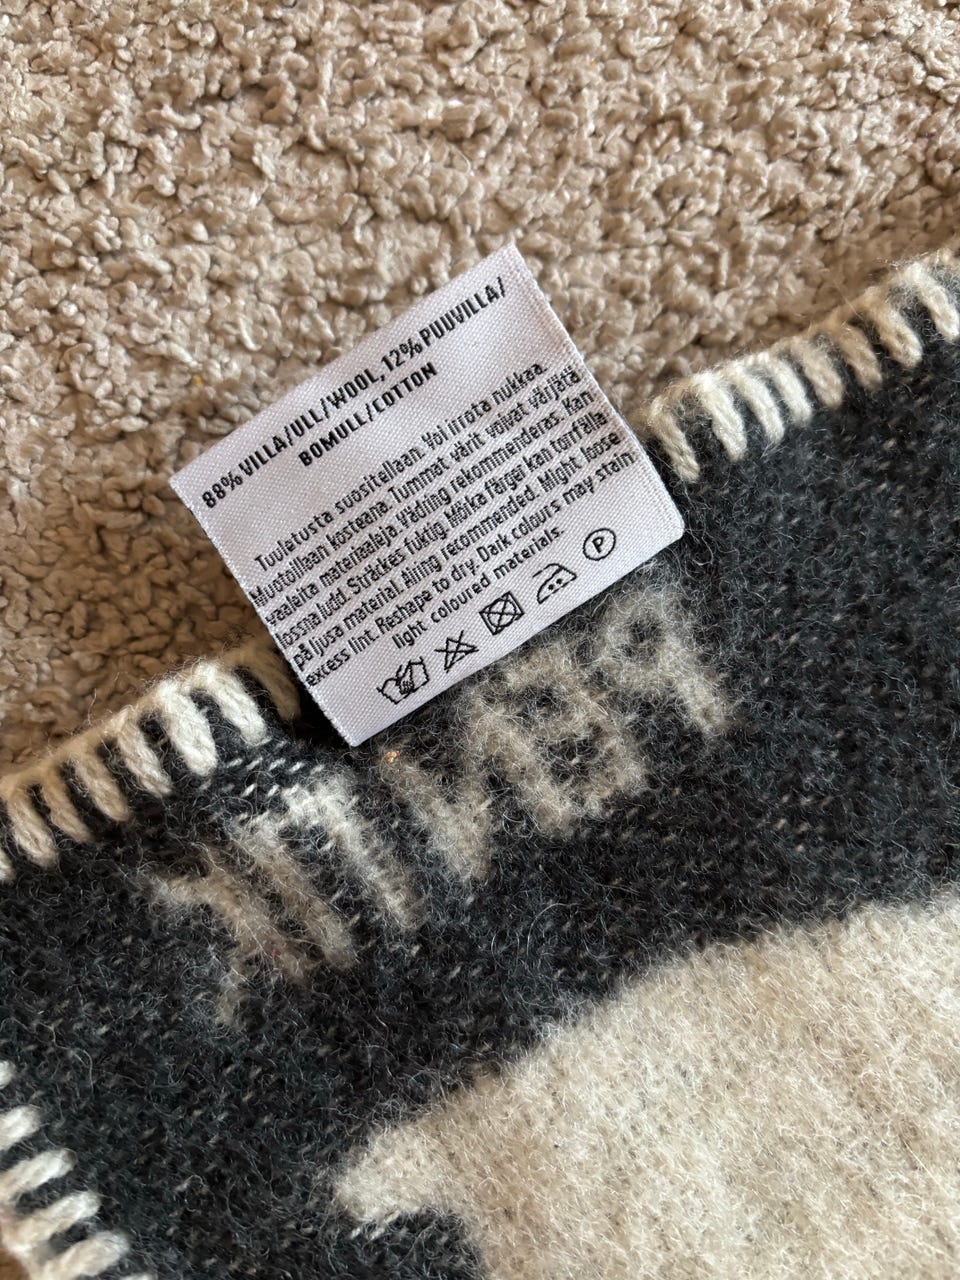 88% VILLA/ULL/WOOL, 12% PUUVILLA/
BOMULL/COTTON
Tuuletusta suositellaan. Voi irrota nukkaa.
Muotoillaan kosteana. Tummat värit voivat värjätä
vaaleita materiaaleja. Vädring rekommenderas. Kan
lossna ludd. Sträckes fuktig. Mörka färger kan torrfälla
på ljusa material. Airing recomended. Might loose
excess lint. Reshape to dry. Dark Colours may stain
light coloured materials.
P